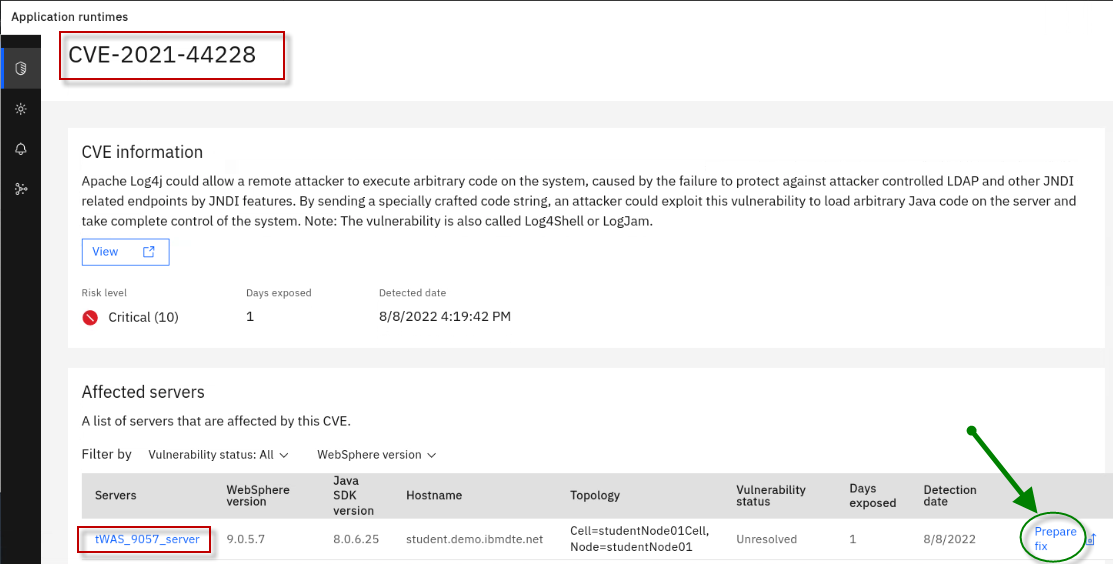 Application runtimes
CVE-2021-44228
CVE information
Apache Log4j could allow a remote attacker to execute arbitrary code on the system, caused by the failure to protect against attacker controlled LDAP and other JNDI
related endpoints by JNDI features. By sending a specially crafted code string, an attacker could exploit this vulnerability to load arbitrary Java code on the server and
take complete control of the system. Note: The vulnerability is also called Log4Shell or LogJam.
View
Risk level Days exposed Detected date
Critical (10) 1 8/8/2022 4:19:42 PM
Affected servers
A list of servers that are affected by this CVE.
Filter by Vulnerability status: All WebSphere version
Servers WebSphere version Java SDK version Hostname Topology Vulnerability status Days exposed Detection date
tWAS_9057_server 9.0.5.7 8.0.6.25 student.demo.ibmdte.net Cell=studentNode01Cell, Node=studentNode01 Unresolved 1 8/8/2022 Prepare fix